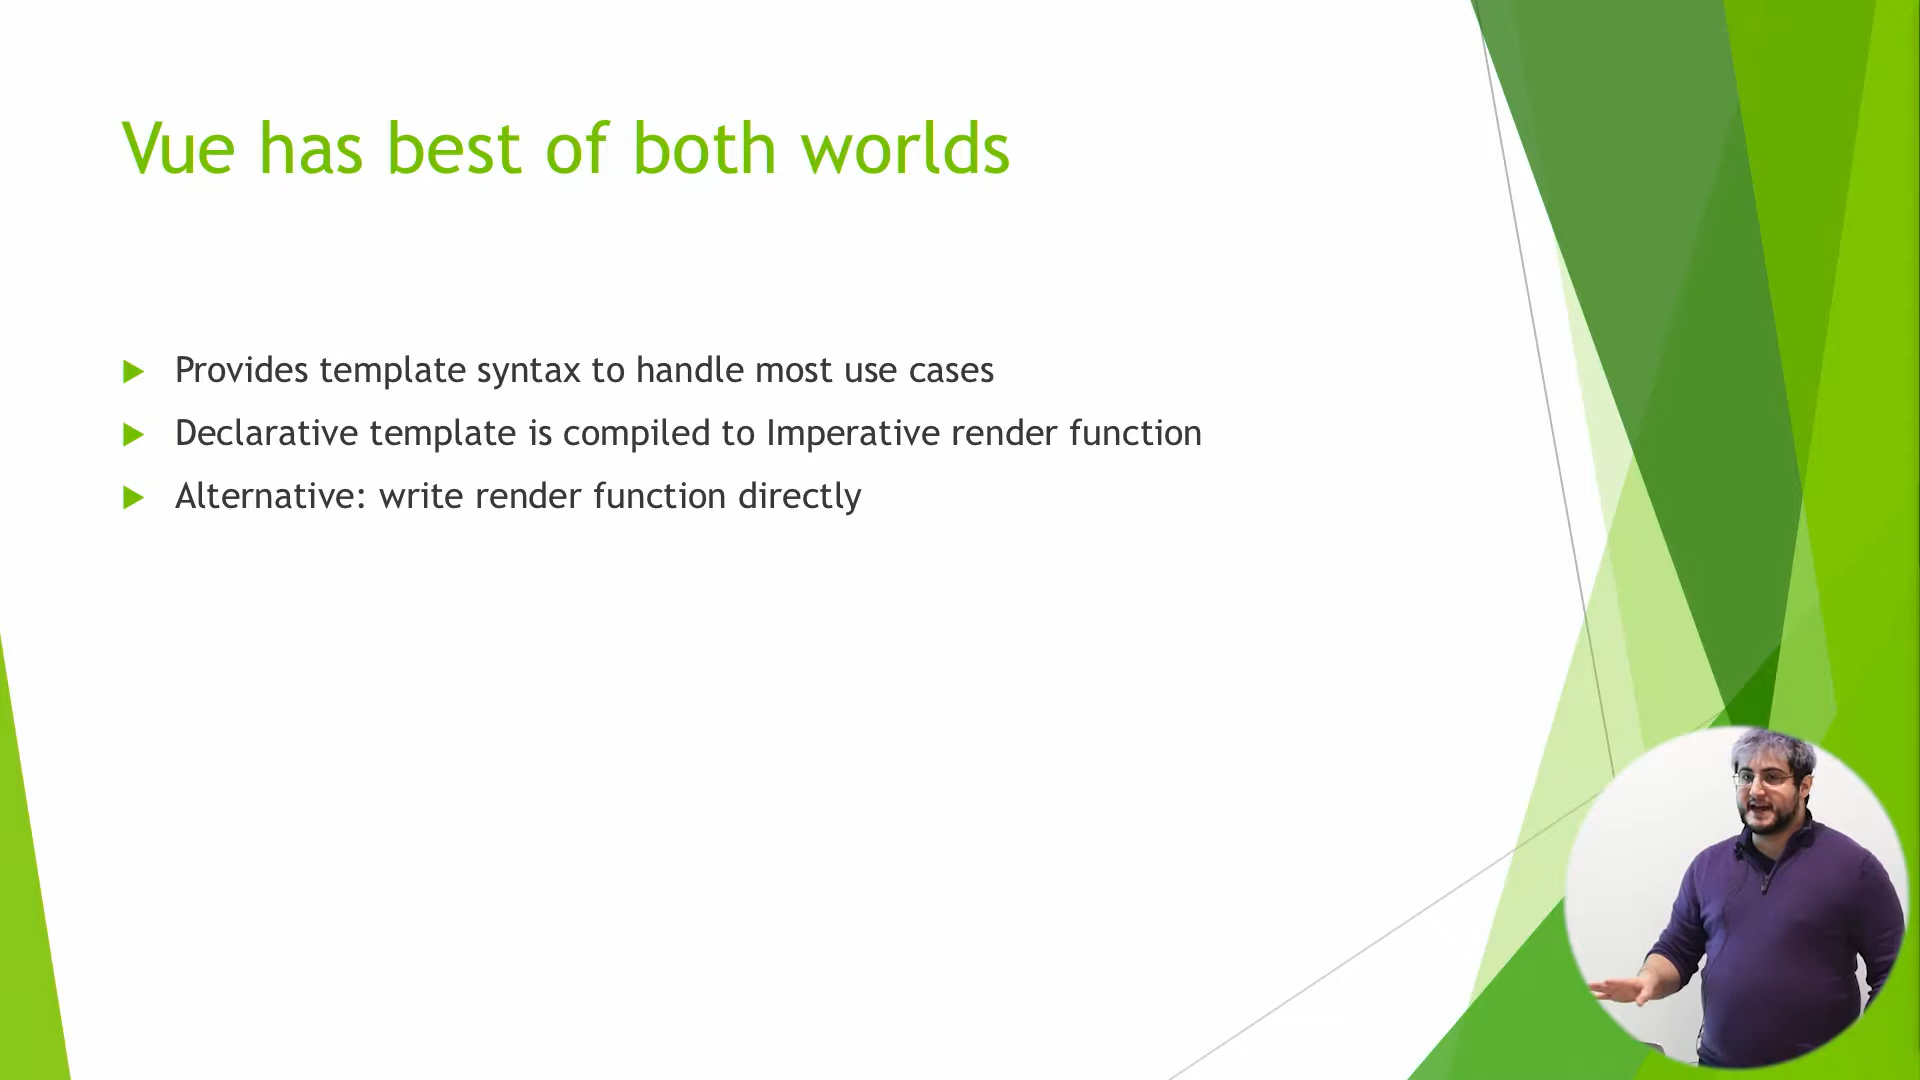 Vue has best of both worlds
Provides template syntax to handle most use cases
Declarative template is compiled to Imperative render function
Alternative: write render function directly